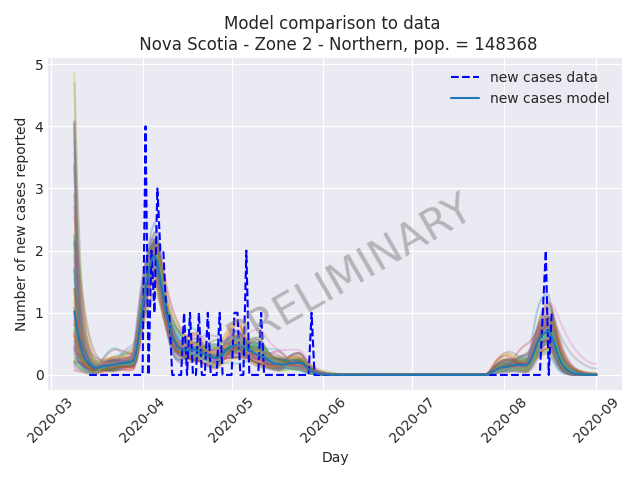 Model comparison to data
Nova Scotia - Zone 2 - Northern, pop. = 148368
new cases data
new cases model
PRELIMINARY
Number of new cases reported
5
4
3
2
1
0
2020-03
2020-04
2020-05
2020-06
2020-07
2020-08
2020-09
Day